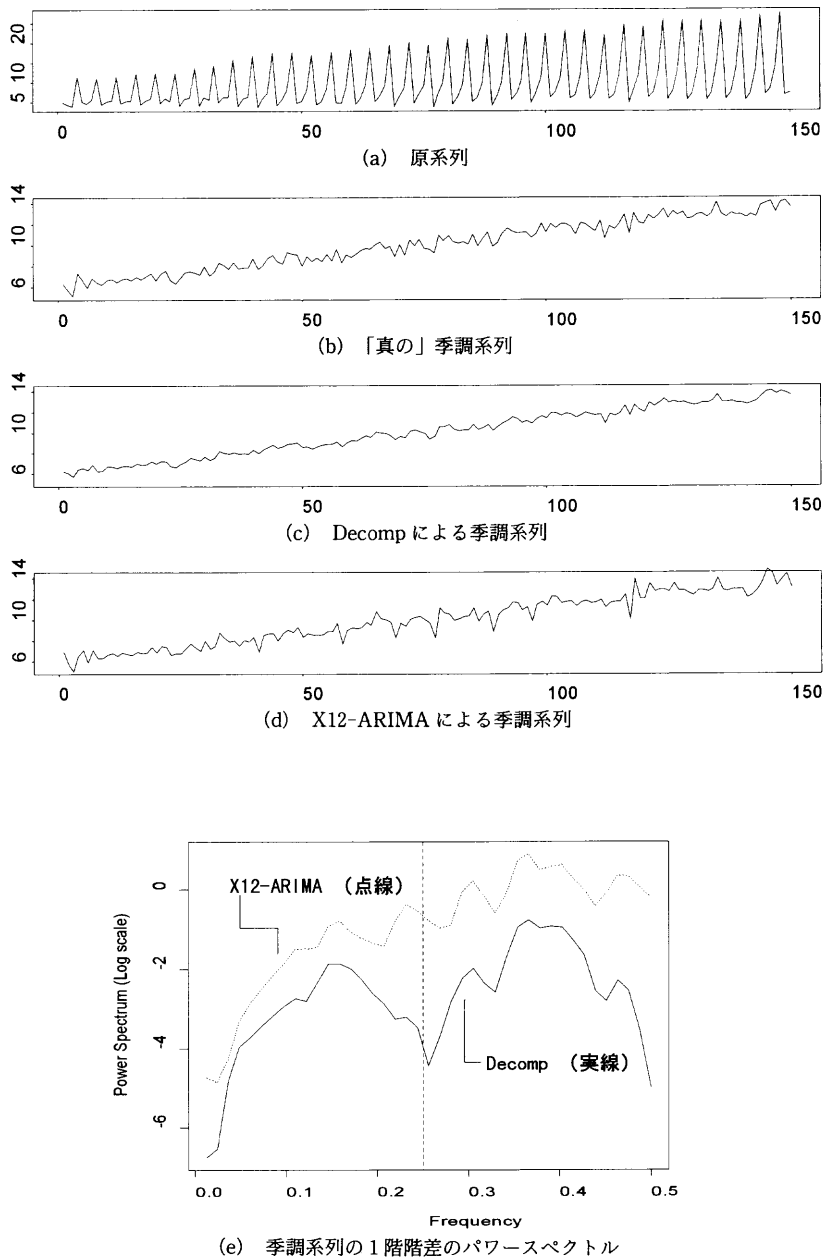 20
10
5
0 50 100 150
(a) 原系列
14
10
6
0 50 100 150
(b) 「真の」季調系列
14
10
6
0 50 100 150
(c) Decomp による季調系列
14
10
6
0 50 100 150
(d) X12-ARIMA による季調系列
X12-ARIMA (点線)
Decomp (実線)
Power Spectrum (Log scale)
0
-2
-4
-6
0.0 0.1 0.2 0.3 0.4 0.5
Frequency
(e) 季調系列の1階階差のパワースペクトル